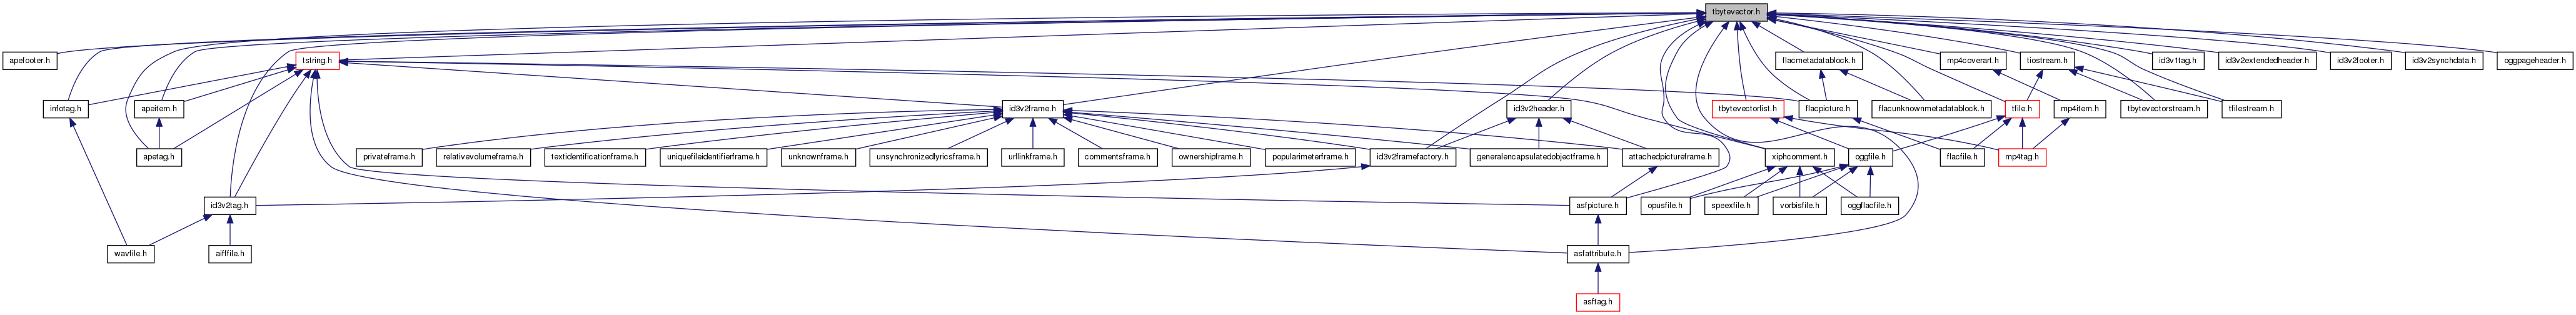 tbytevector.h
apefooter.h
tstring.h
flacmetadatablock.h
mp4coverart.h
tiostream.h
id3v1tag.h
id3v2extendedheader.h
id3v2footer.h
id3v2synchdata.h
oggpageheader.h
infotag.h
apeitem.h
id3v2frame.h
id3v2header.h
tbytevectorlist.h
flacpicture.h
flacunknownmetadatablock.h
tfile.h
mp4item.h
tbytevectorstream.h
tfilestream.h
apetag.h
privateframe.h
relativevolumeframe.h
textidentificationframe.h
uniquefileidentifierframe.h
unknownframe.h
unsynchronizedlyricsframe.h
urllinkframe.h
commentsframe.h
ownershipframe.h
popularimeterframe.h
id3v2framefactory.h
generalencapsulatedobjectframe.h
attachedpictureframe.h
xiphcomment.h
oggfile.h
flacfile.h
mp4tag.h
id3v2tag.h
asfpicture.h
opusfile.h
speexfile.h
vorbisfile.h
oggflacfile.h
wavfile.h
aifffile.h
asfattribute.h
asftag.h